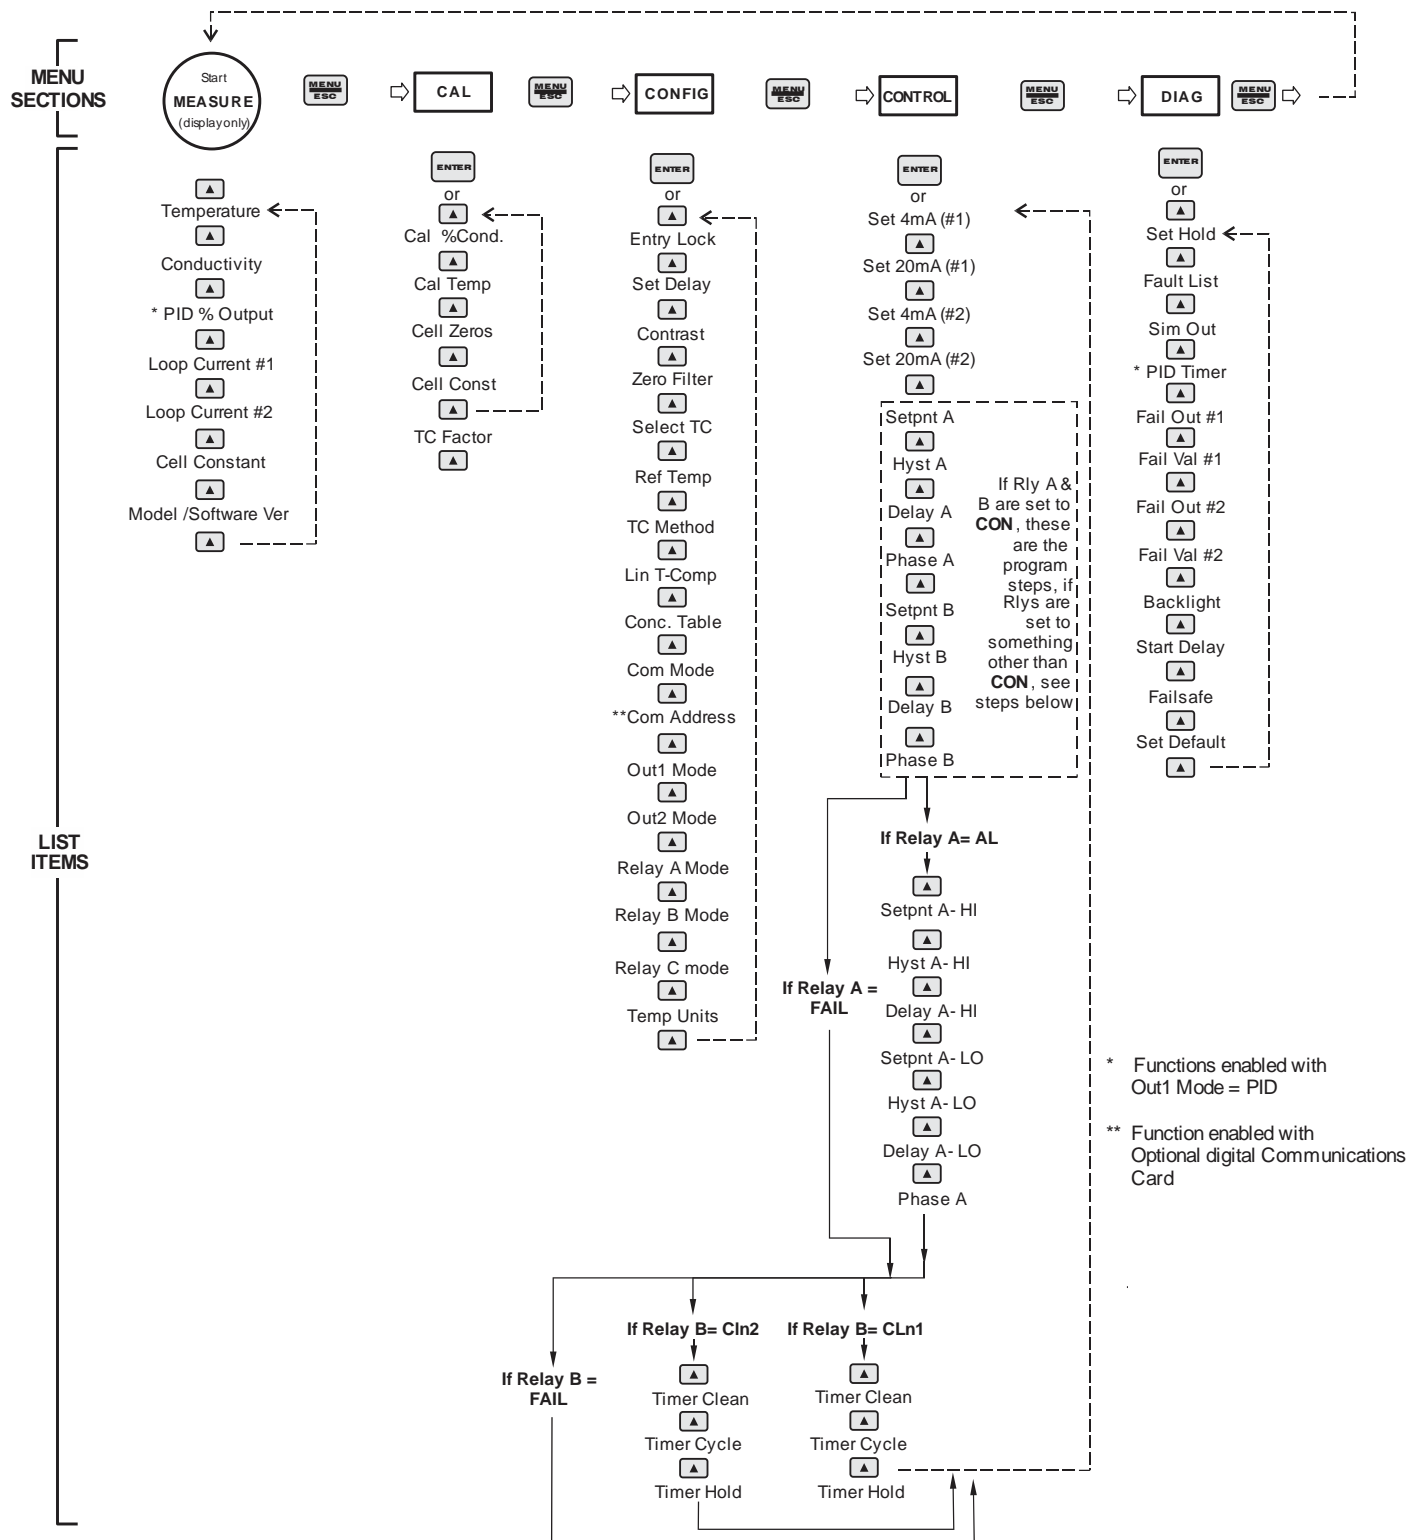 MENU
SECTIONS
Start
MEASURE
(display only)
MENU
ESC
CAL
MENU
ESC
CONFIG
MENU
ESC
CONTROL
MENU
ESC
DIAG
MENU
ESC
LIST
ITEMS
Temperature
Conductivity
* PID % Output
Loop Current #1
Loop Current #2
Cell Constant
Model /Software Ver
ENTER
or
Cal %Cond.
Cal Temp
Cell Zeros
Cell Const
TC Factor
ENTER
or
Entry Lock
Set Delay
Contrast
Zero Filter
Select TC
Ref Temp
TC Method
Lin T-Comp
Conc. Table
Com Mode
**Com Address
Out1 Mode
Out2 Mode
Relay A Mode
Relay B Mode
Relay C mode
Temp Units
ENTER
or
Set 4mA (#1)
Set 20mA (#1)
Set 4mA (#2)
Set 20mA (#2)
Setpnt A
Hyst A
Delay A
Phase A
Setpnt B
Hyst B
Delay B
Phase B
If Rly A &
B are set to
CON, these
are the
program
steps, if
Rlys are
set to
something
other than
CON, see
steps below
If Relay A= AL
Setpnt A- HI
Hyst A- HI
Delay A- HI
Setpnt A- LO
Hyst A- LO
Delay A- LO
Phase A
If Relay A =
FAIL
ENTER
or
Set Hold
Fault List
Sim Out
* PID Timer
Fail Out #1
Fail Val #1
Fail Out #2
Fail Val #2
Backlight
Start Delay
Failsafe
Set Default
* Functions enabled with
Out1 Mode = PID
** Function enabled with
Optional digital Communications
Card
If Relay B =
FAIL
If Relay B= Cln2
Timer Clean
Timer Cycle
Timer Hold
If Relay B= CLn1
Timer Clean
Timer Cycle
Timer Hold